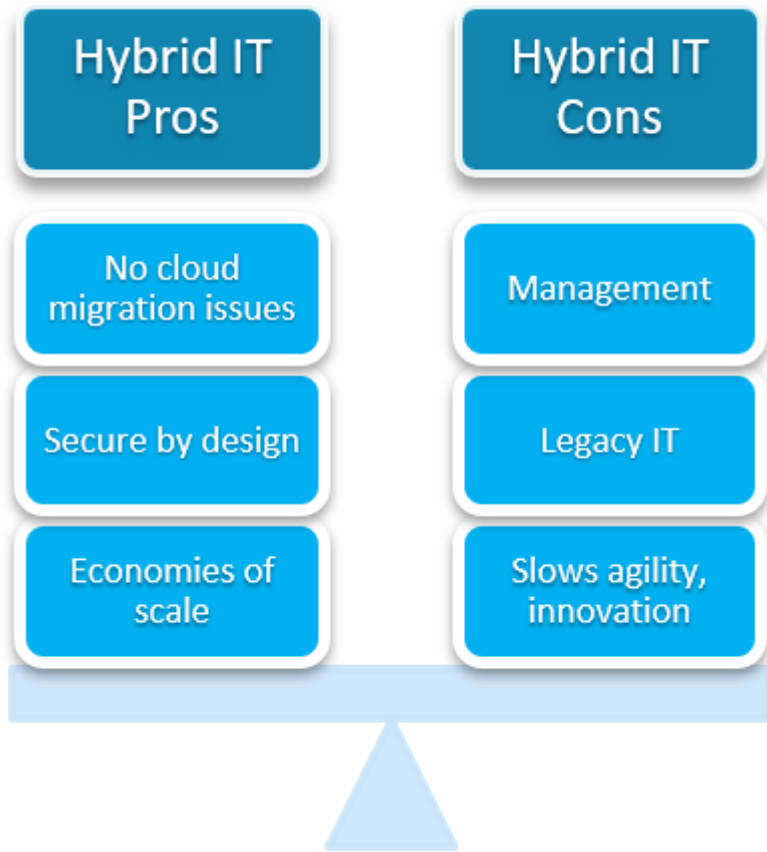 Hybrid IT
Pros
No cloud
migration issues
Secure by design
Economies of
scale
Hybrid IT
Cons
Management
Legacy IT
Slows agility,
innovation